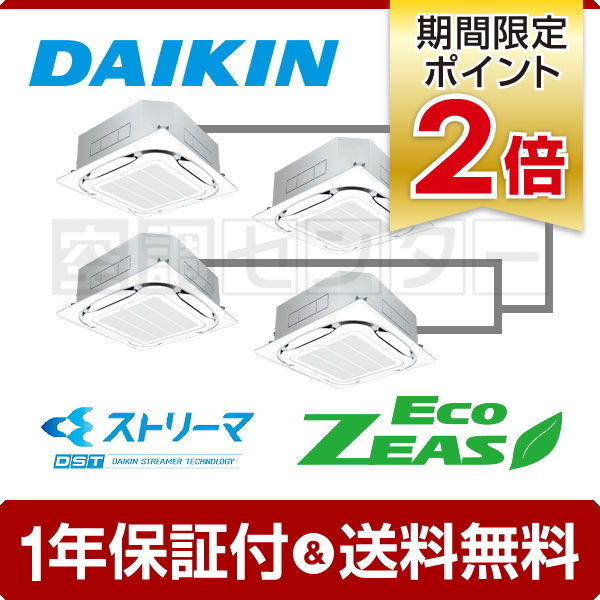 DAIKIN
期間限定
ポイント
2倍
空調センター
ストリーマ
DST DAIKIN STREAMER TECHNOLOGY
Eco
ZEAS
1年保証付&送料無料